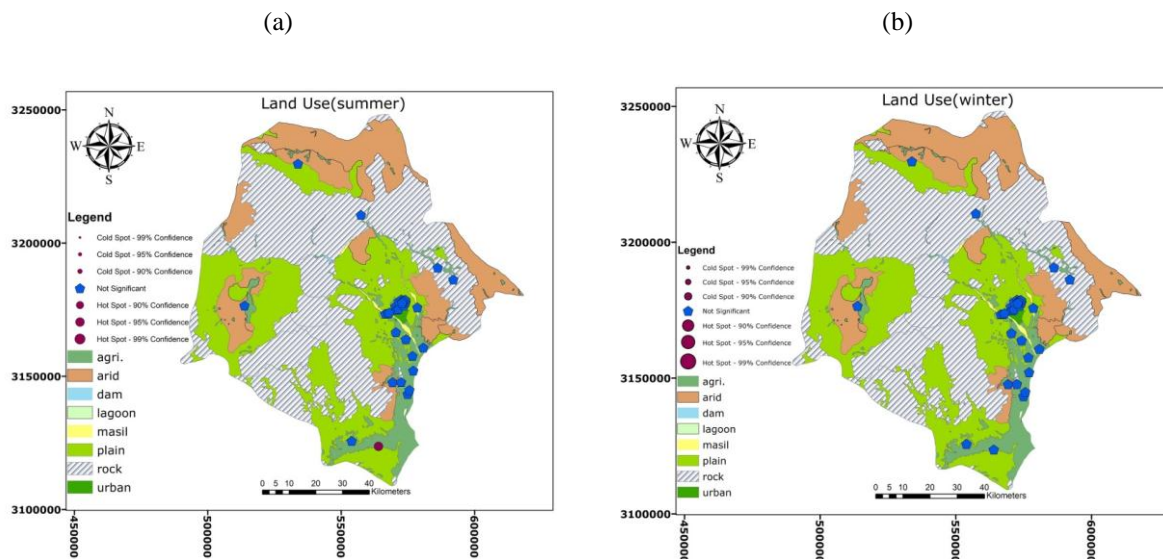 (a)
(b)
Land Use(summer)
3250000
3200000
3150000
3100000
N
W E
S
Legend
Cold Spot - 99% Confidence
Cold Spot - 95% Confidence
Cold Spot - 90% Confidence
Not Significant
Hot Spot - 90% Confidence
Hot Spot - 95% Confidence
Hot Spot - 99% Confidence
agri.
arid
dam
lagoon
masil
plain
rock
urban
0 5 10 20 30 40
Kilometers
450000
500000
550000
600000
Land Use(winter)
3250000
3200000
3150000
3100000
N
W E
S
Legend
Cold Spot - 99% Confidence
Cold Spot - 95% Confidence
Cold Spot - 90% Confidence
Not Significant
Hot Spot - 90% Confidence
Hot Spot - 95% Confidence
Hot Spot - 99% Confidence
agri.
arid
dam
lagoon
masil
plain
rock
urban
0 5 10 20 30 40
Kilometers
450000
500000
550000
600000